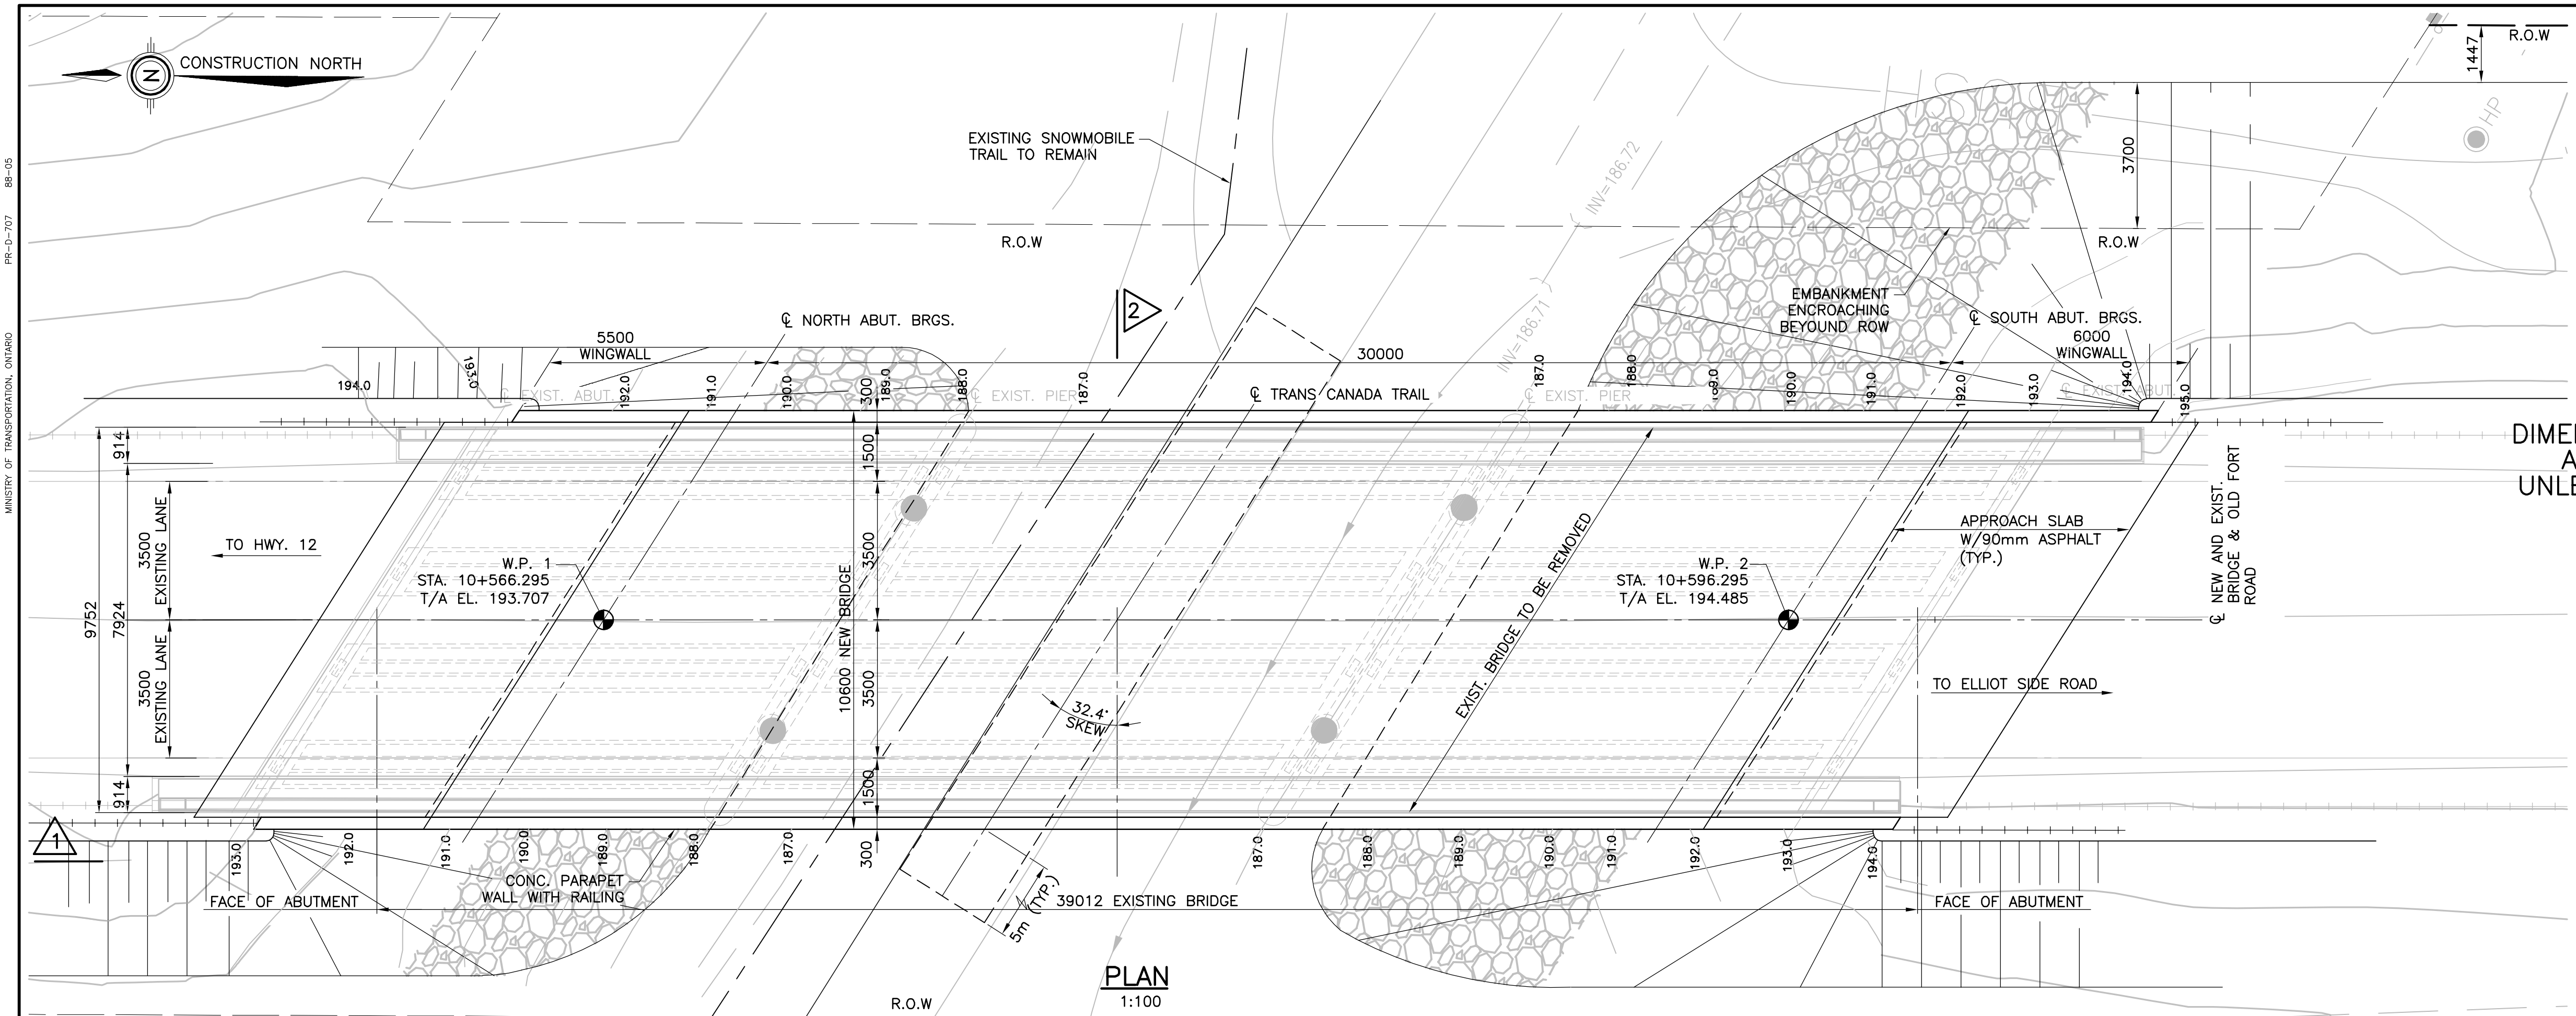 MINISTRY OF TRANSPORTATION, ONTARIO
PR-D-707
88-05
N
CONSTRUCTION NORTH
R.O.W
1447
HP
3700
EXISTING SNOWMOBILE
TRAIL TO REMAIN
INV=186.72
R.O.W
R.O.W
2
EMBANKMENT
ENCROACHING
BEYOUND ROW
℄ NORTH ABUT. BRGS.
℄ SOUTH ABUT. BRGS.
INV=186.71
5500
WINGWALL
30000
6000
WINGWALL
194.0
193.0
192.0
191.0
190.0
189.0
188.0
187.0
187.0
188.0
189.0
190.0
191.0
192.0
193.0
194.0
195.0
℄ EXIST. ABUT.
300
℄ EXIST. PIER
℄ TRANS CANADA TRAIL
℄ EXIST. PIER
℄ EXIST. ABUT.
914
1500
DIME
A
UNLE
3500
EXISTING LANE
TO HWY. 12
3500
APPROACH SLAB
W/90mm ASPHALT
(TYP.)
℄ NEW AND EXIST.
BRIDGE & OLD FORT
ROAD
W.P. 1
STA. 10+566.295
T/A EL. 193.707
EXIST. BRIDGE TO BE REMOVED
W.P. 2
STA. 10+596.295
T/A EL. 194.485
9752
7924
10600 NEW BRIDGE
3500
EXISTING LANE
3500
32.4°
SKEW
TO ELLIOT SIDE ROAD
914
1500
1
193.0
192.0
191.0
190.0
189.0
188.0
187.0
300
187.0
188.0
189.0
190.0
191.0
192.0
193.0
194.0
CONC. PARAPET
WALL WITH RAILING
FACE OF ABUTMENT
5m (TYP.)
39012 EXISTING BRIDGE
FACE OF ABUTMENT
PLAN
1:100
R.O.W